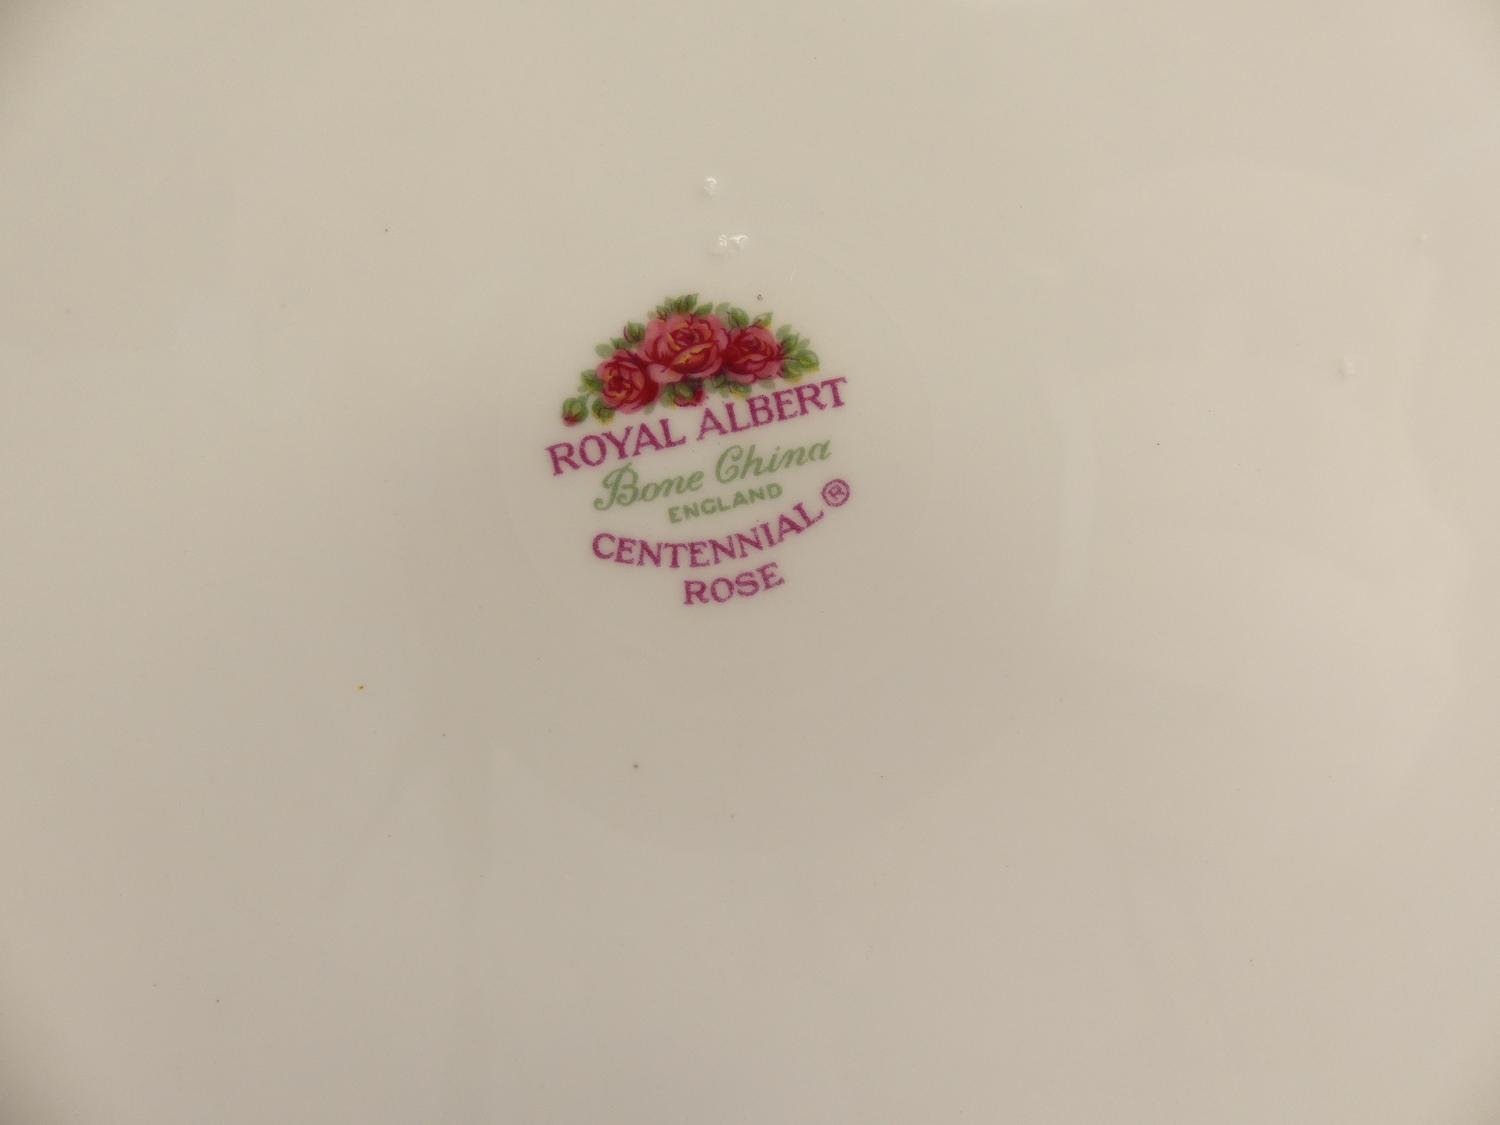 ROYAL ALBERT
Bone China
ENGLAND
CENTENNIAL ®
ROSE